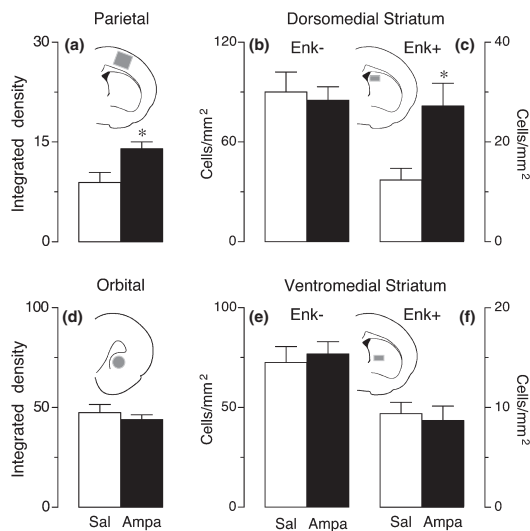 Parietal
Dorsomedial Striatum
30
(a)
120
(b)
Enk-
Enk+
(c)
40
Integrated density
15
*
Cells/mm²
60
*
20
Cells/mm²
0
0
0
Orbital
Ventromedial Striatum
100
(d)
100
(e)
Enk-
Enk+
(f)
20
Integrated density
50
Cells/mm²
50
10
Cells/mm²
0
0
0
Sal Ampa
Sal Ampa
Sal Ampa